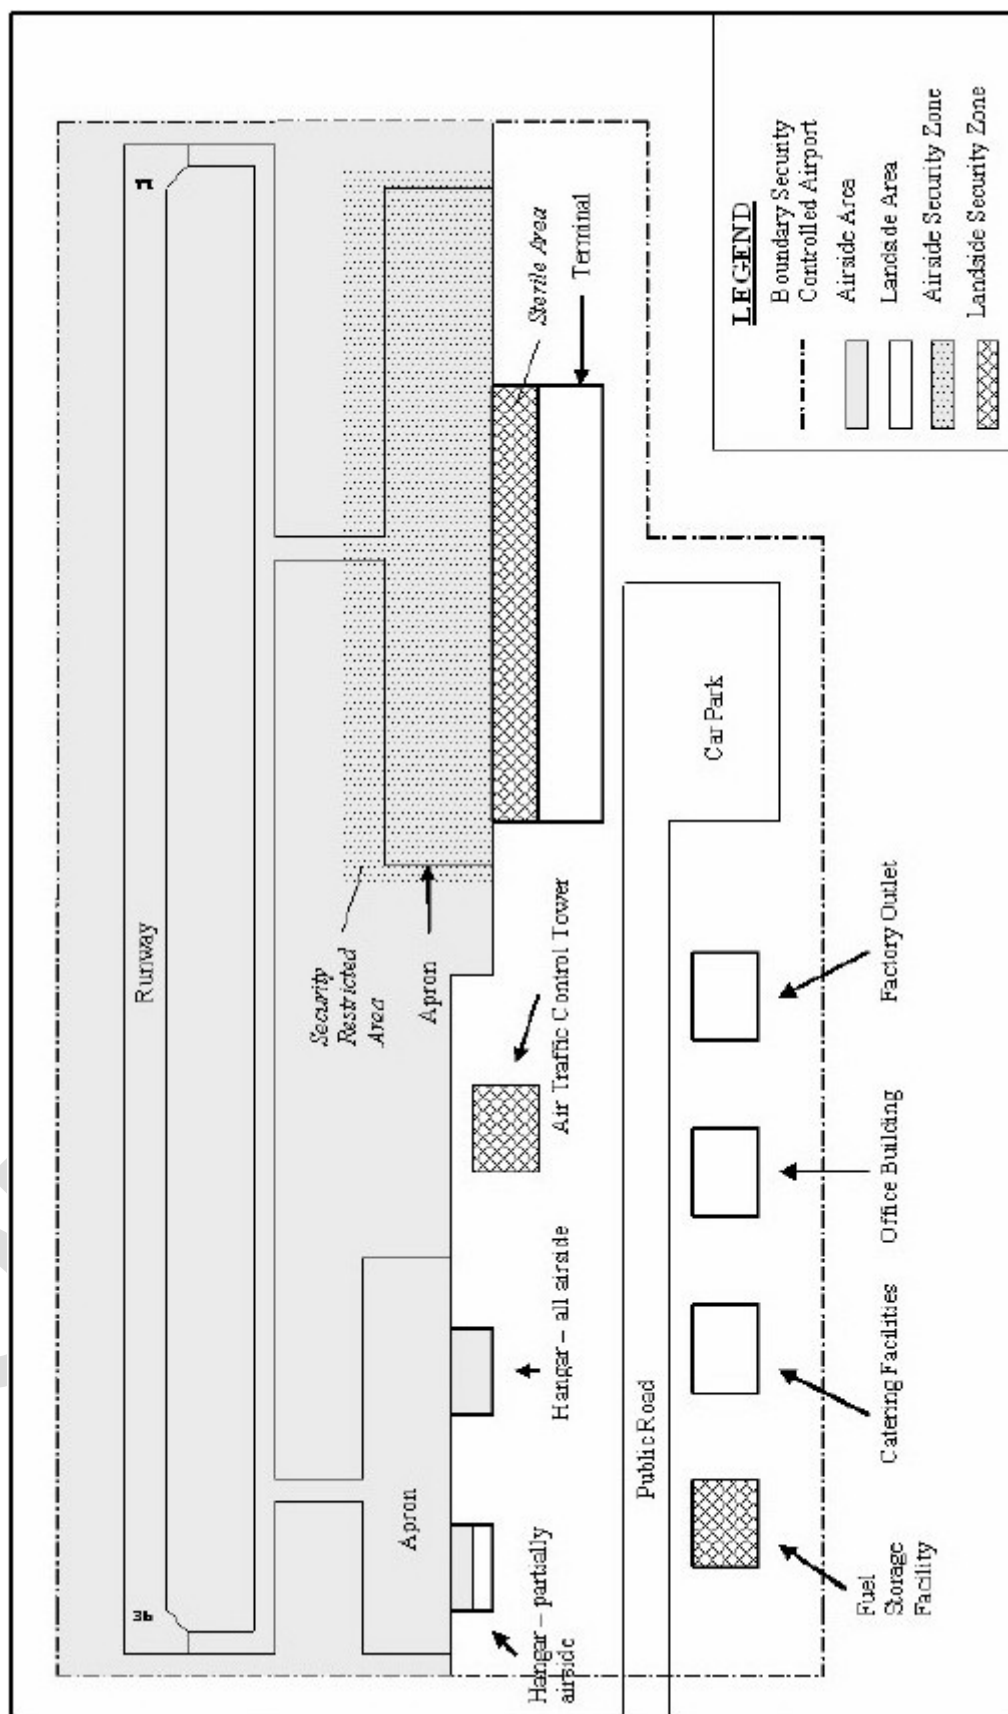 Runway
36
Security
Restricted
Area
Apron
Sterile Area
Terminal
Air Traffic Control Tower
Apron
Hangar – all airside
Hangar – partially
airside
Public Road
Car Park
Fuel
Storage
Facility
Catering Facilities
Office Building
Factory Outlet
LEGEND
Boundary Security
Controlled Airport
Airside Area
Landside Area
Airside Security Zone
Landside Security Zone